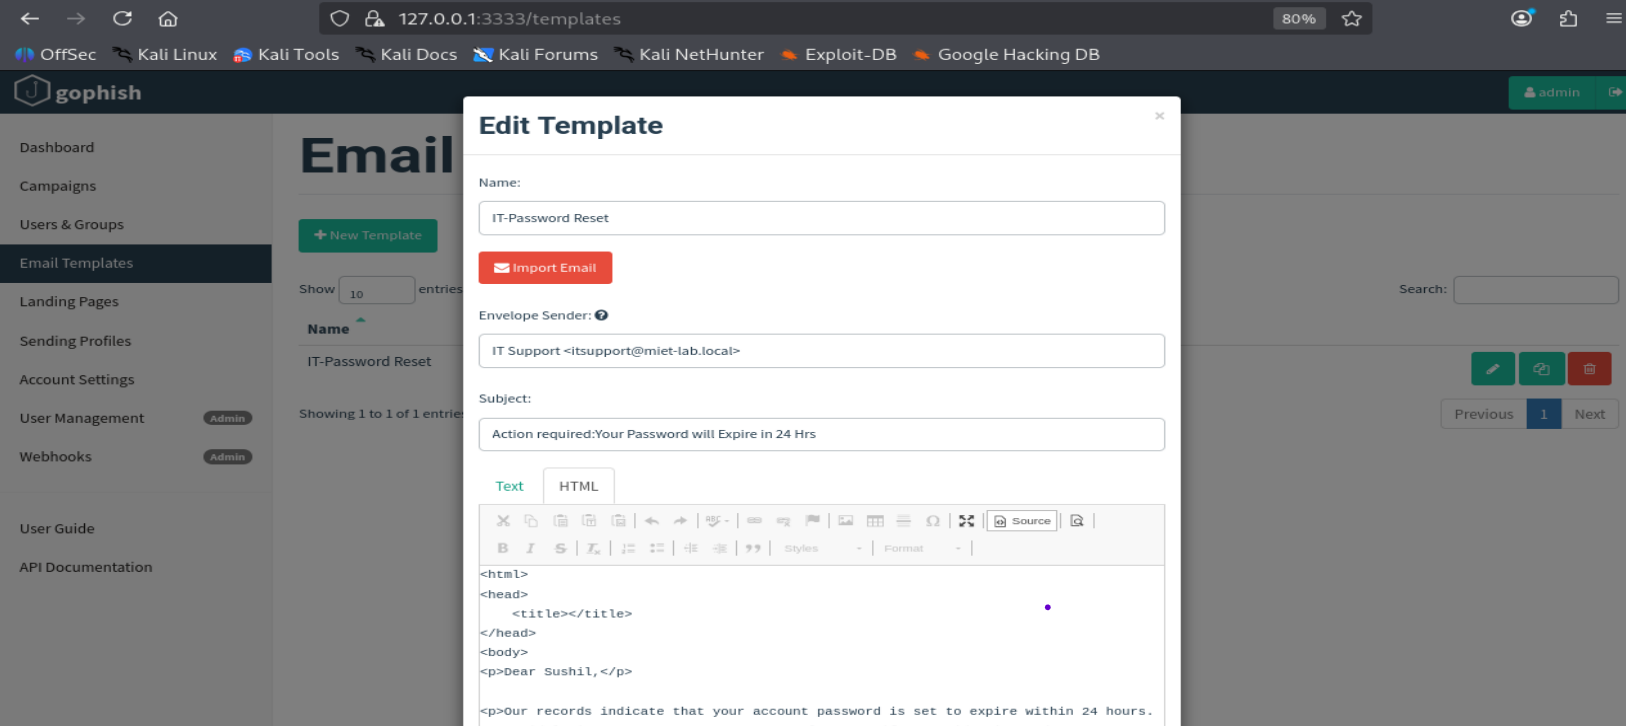 127.0.0.1:3333/templates
80%
OffSec Kali Linux Kali Tools Kali Docs Kali Forums Kali NetHunter Exploit-DB Google Hacking DB
gophish
admin
Dashboard
Campaigns
Users & Groups
Email Templates
Landing Pages
Sending Profiles
Account Settings
User Management Admin
Webhooks Admin
User Guide
API Documentation
Email
New Template
Show 10 entries
Search:
Name
IT-Password Reset
Showing 1 to 1 of 1 entries
Previous 1 Next
Edit Template
×
Name:
IT-Password Reset
Import Email
Envelope Sender:
IT Support <itsupport@miet-lab.local>
Subject:
Action required:Your Password will Expire in 24 Hrs
Text HTML
Source
Styles Format
<html>
<head>
<title></title>
</head>
<body>
<p>Dear Sushil,</p>
<p>Our records indicate that your account password is set to expire within 24 hours.